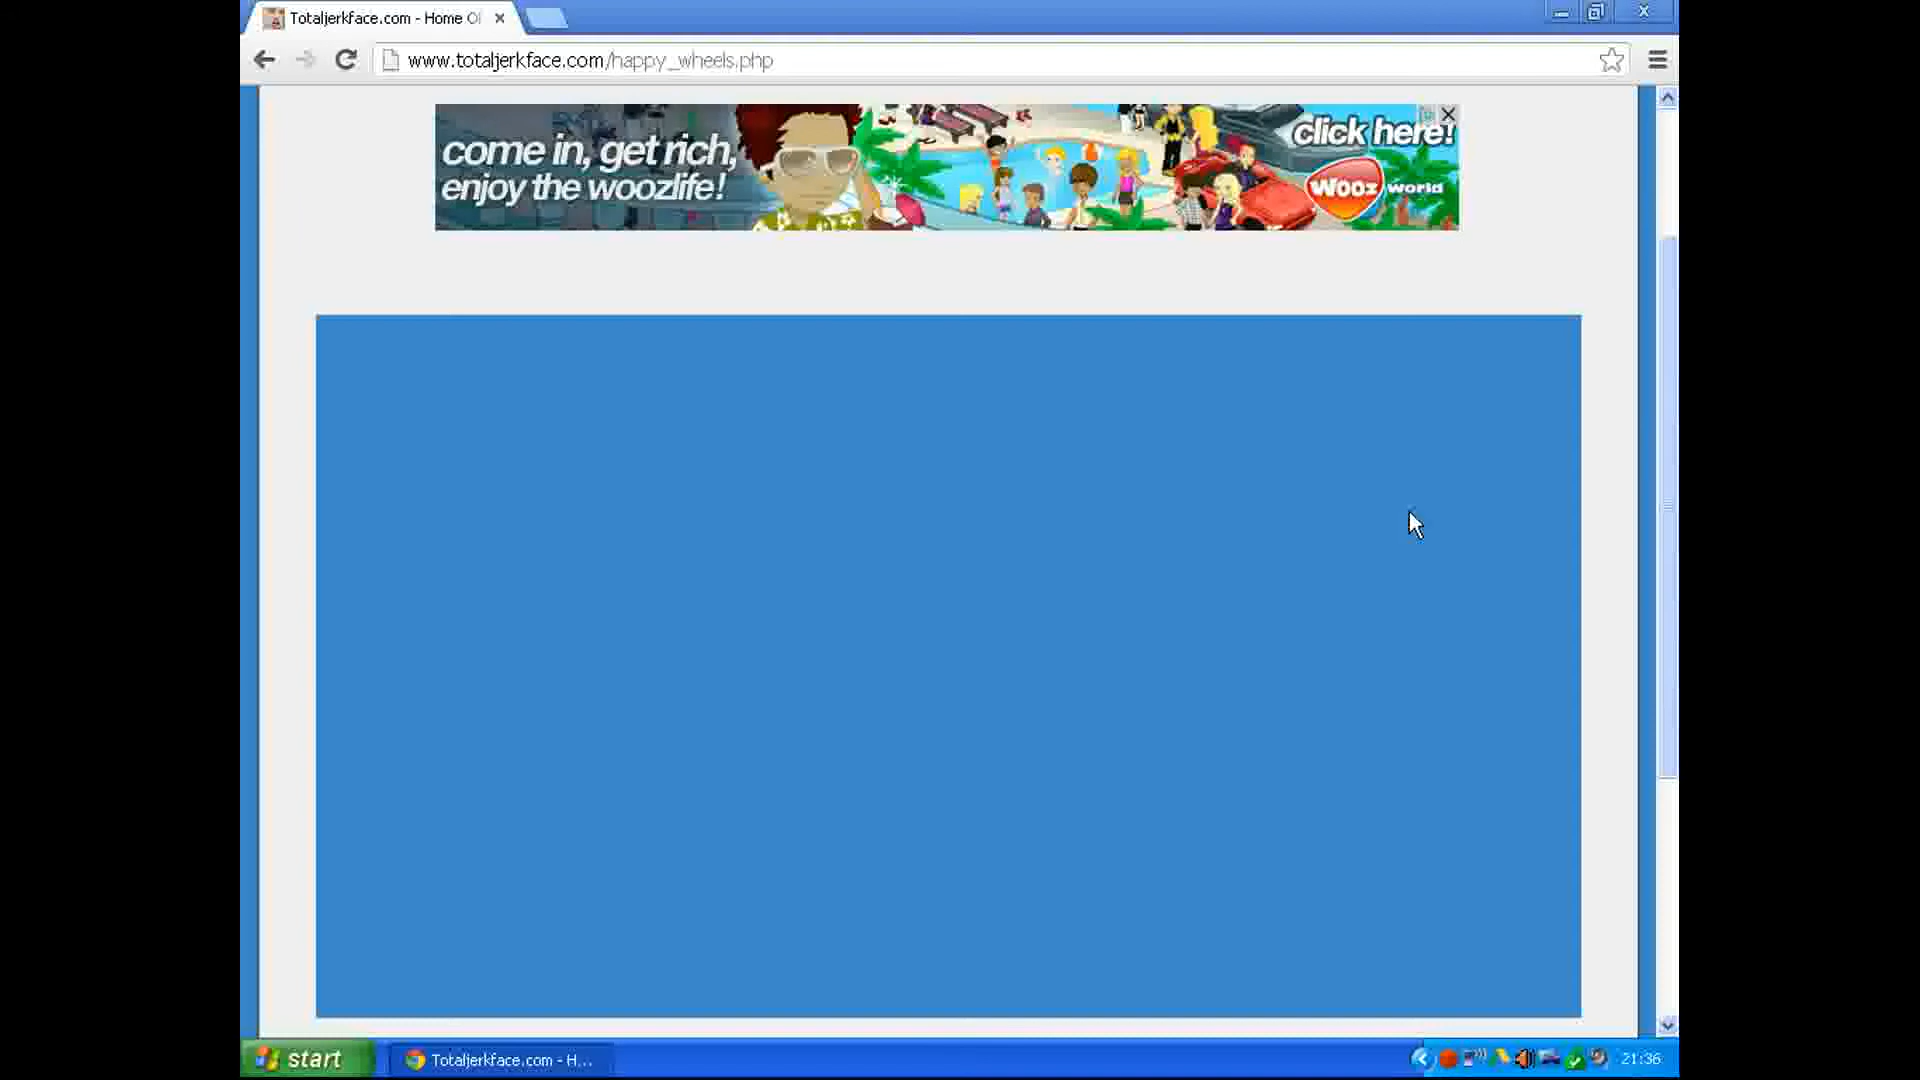 Totaljerkface.com - Home Of
www.totaljerkface.com/happy_wheels.php
come in, get rich,
enjoy the woozlife!
click here!
Wooz world
start
Totaljerkface.com - H...
21:36